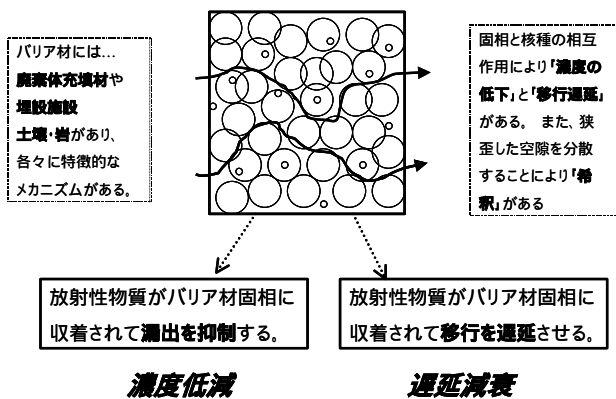 バリア材には…
廃棄体充填材や
埋設施設
土壌・岩があり、
各々に特徴的な
メカニズムがある。
固相と核種の相互
作用により「濃度の
低下」と「移行遅延」
がある。 また、狭
歪した空隙を分散
することにより「希
釈」がある
放射性物質がバリア材固相に
収着されて漏出を抑制する。
放射性物質がバリア材固相に
収着されて移行を遅延させる。
濃度低減
遅延減衰